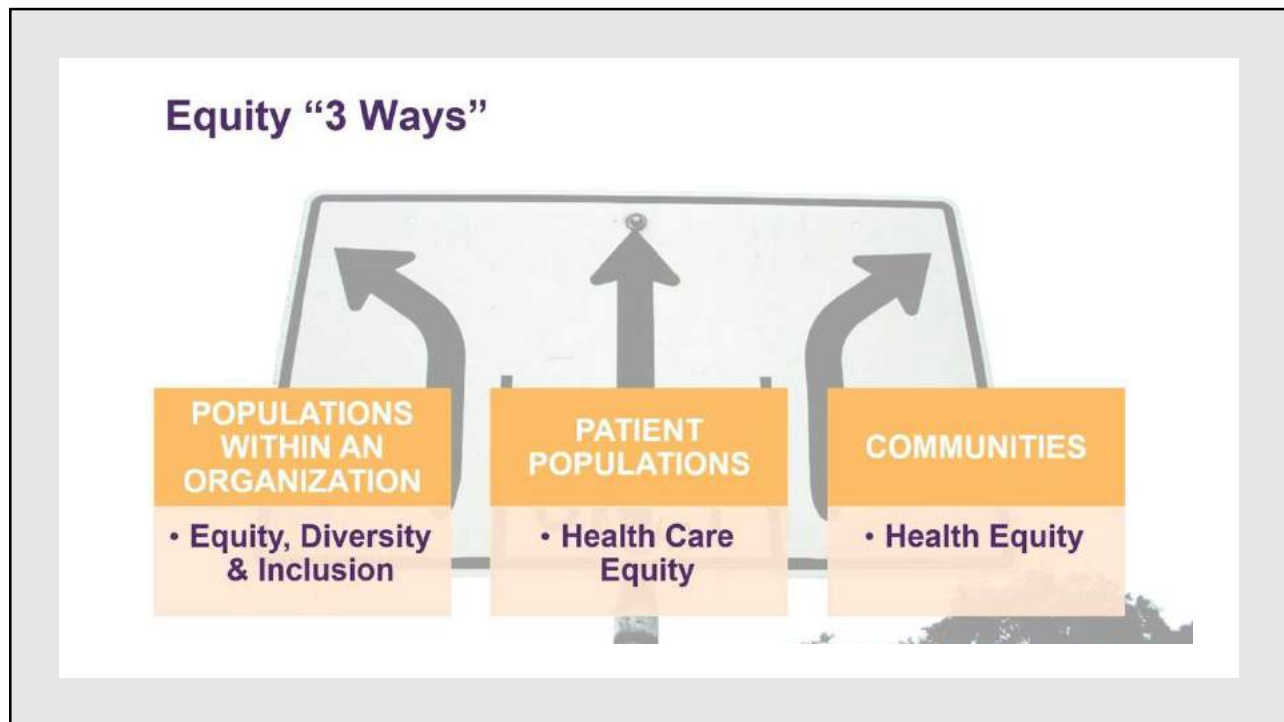 Equity “3 Ways”
POPULATIONS
WITHIN AN
ORGANIZATION
• Equity, Diversity
& Inclusion
PATIENT
POPULATIONS
• Health Care
Equity
COMMUNITIES
• Health Equity